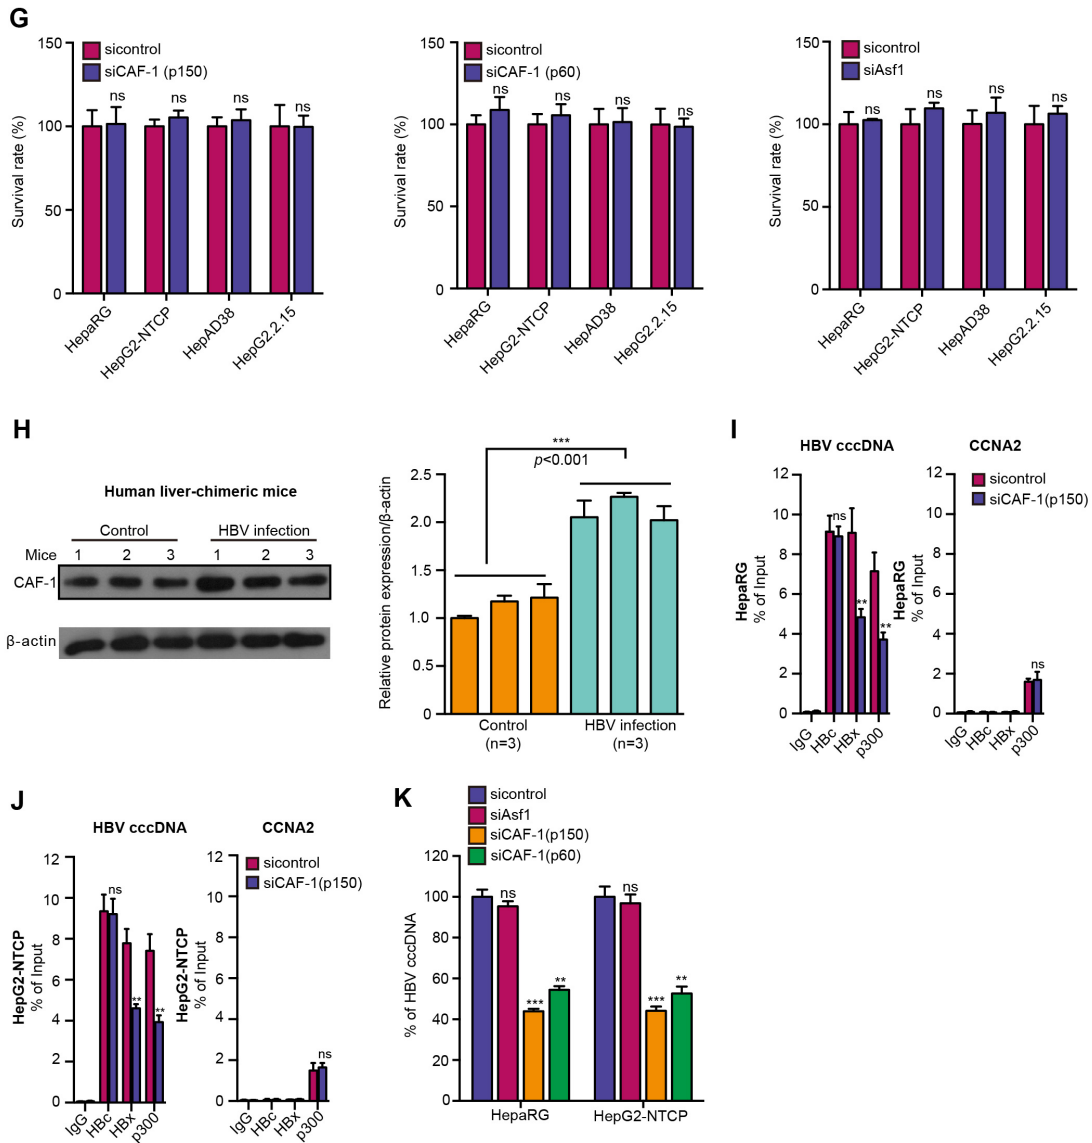 G
150
100
50
0
Survival rate (%)
sicontrol
siCAF-1 (p150)
ns
ns
ns
ns
HepaRG
HepG2-NTCP
HepAD38
HepG2.2.15
150
100
50
0
Survival rate (%)
sicontrol
siCAF-1 (p60)
ns
ns
ns
ns
HepaRG
HepG2-NTCP
HepAD38
HepG2.2.15
150
100
50
0
Survival rate (%)
sicontrol
siAsf1
ns
ns
ns
ns
HepaRG
HepG2-NTCP
HepAD38
HepG2.2.15
H
Human liver-chimeric mice
Control HBV infection
Mice 1 2 3 1 2 3
CAF-1
β-actin
Relative protein expression/β-actin
2.5
2.0
1.5
1.0
0.5
0
***
p<0.001
Control
(n=3)
HBV infection
(n=3)
I
HBV cccDNA
HepaRG
% of Input
12
10
8
6
4
2
0
ns
**
**
IgG
HBc
HBx
p300
CCNA2
HepaRG
% of Input
12
10
8
6
4
2
0
sicontrol
siCAF-1(p150)
ns
IgG
HBc
HBx
p300
J
HBV cccDNA
HepG2-NTCP
% of Input
12
10
8
6
4
2
0
ns
**
**
IgG
HBc
HBx
p300
CCNA2
HepG2-NTCP
% of Input
12
10
8
6
4
2
0
sicontrol
siCAF-1(p150)
ns
IgG
HBc
HBx
p300
K
sicontrol
siAsf1
siCAF-1(p150)
siCAF-1(p60)
% of HBV cccDNA
120
100
80
60
40
20
0
ns
***
**
ns
***
**
HepaRG
HepG2-NTCP